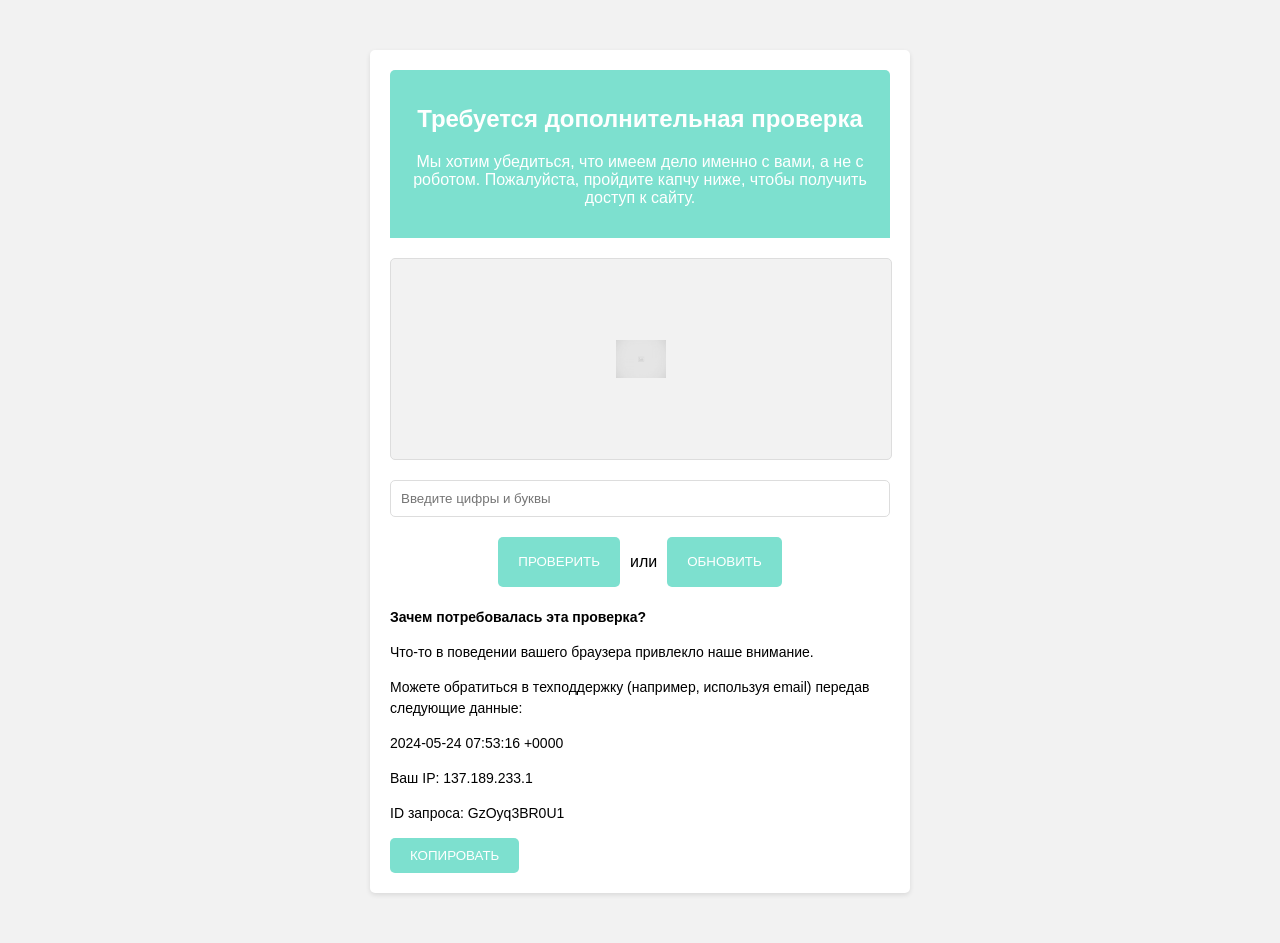 Требуется дополнительная проверка
Мы хотим убедиться, что имеем дело именно с вами, а не с
роботом. Пожалуйста, пройдите капчу ниже, чтобы получить
доступ к сайту.
Введите цифры и буквы
ПРОВЕРИТЬ или ОБНОВИТЬ
Зачем потребовалась эта проверка?
Что-то в поведении вашего браузера привлекло наше внимание.
Можете обратиться в техподдержку (например, используя email) передав
следующие данные:
2024-05-24 07:53:16 +0000
Ваш IP: 137.189.233.1
ID запроса: GzOyq3BR0U1
КОПИРОВАТЬ